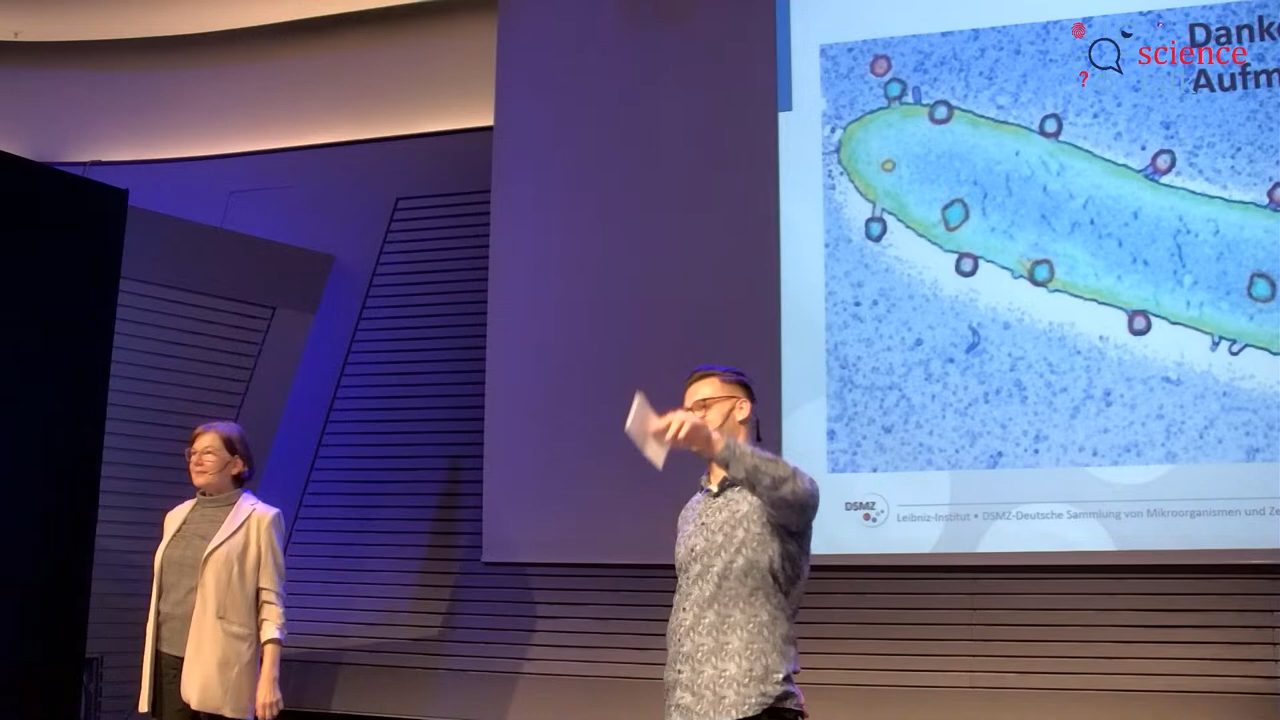 Danke
science
Aufm
?
DSMZ
Leibniz-Institut • DSMZ-Deutsche Sammlung von Mikroorganismen und Ze